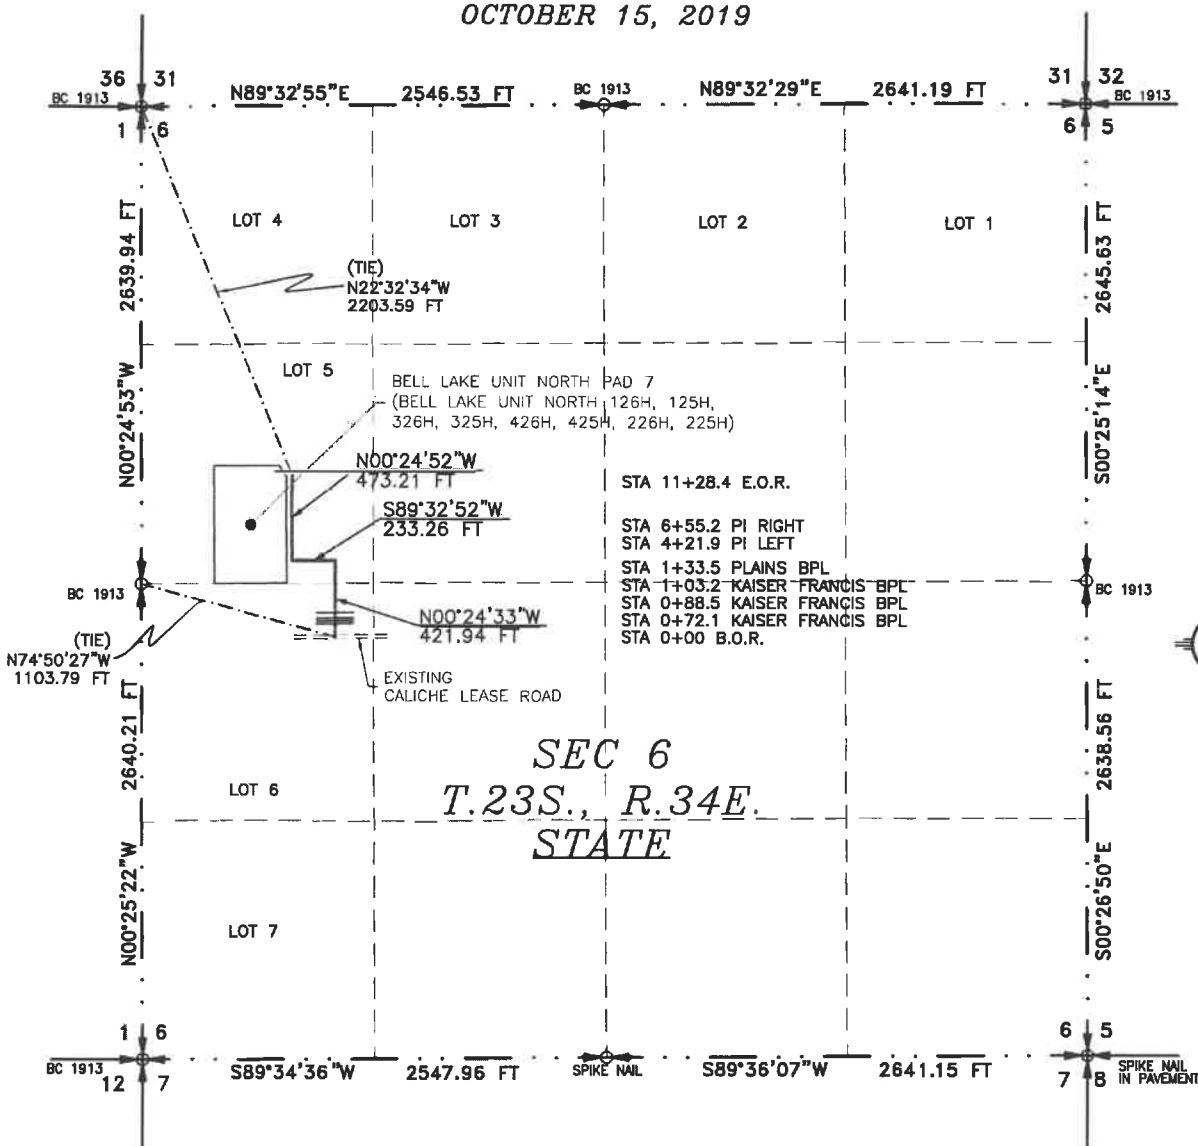 OCTOBER 15, 2019
36 31
31 32
BC 1913
N89°32'55"E 2546.53 FT
BC 1913
N89°32'29"E 2641.19 FT
BC 1913
1 6
6 5
LOT 4
LOT 3
LOT 2
LOT 1
2639.94 FT
N00°24'53"W
2645.63 FT
S00°25'14"E
(TIE)
N22°32'34"W
2203.59 FT
LOT 5
BELL LAKE UNIT NORTH PAD 7
(BELL LAKE UNIT NORTH 126H, 125H,
326H, 325H, 426H, 425H, 226H, 225H)
N00°24'52"W
473.21 FT
S89°32'52"W
233.26 FT
STA 11+28.4 E.O.R.
STA 6+55.2 PI RIGHT
STA 4+21.9 PI LEFT
STA 1+33.5 PLAINS BPL
STA 1+03.2 KAISER FRANCIS BPL
STA 0+88.5 KAISER FRANCIS BPL
STA 0+72.1 KAISER FRANCIS BPL
STA 0+00 B.O.R.
BC 1913
BC 1913
N00°24'33"W
421.94 FT
(TIE)
N74°50'27"W
1103.79 FT
EXISTING
CALICHE LEASE ROAD
2640.21 FT
N00°25'22"W
2638.56 FT
S00°26'50"E
SEC 6
T.23S., R.34E.
STATE
LOT 6
LOT 7
1 6
6 5
BC 1913
S89°34'36"W 2547.96 FT
SPIKE NAIL
S89°36'07"W 2641.15 FT
SPIKE NAIL
IN PAVEMENT
12 7
7 8